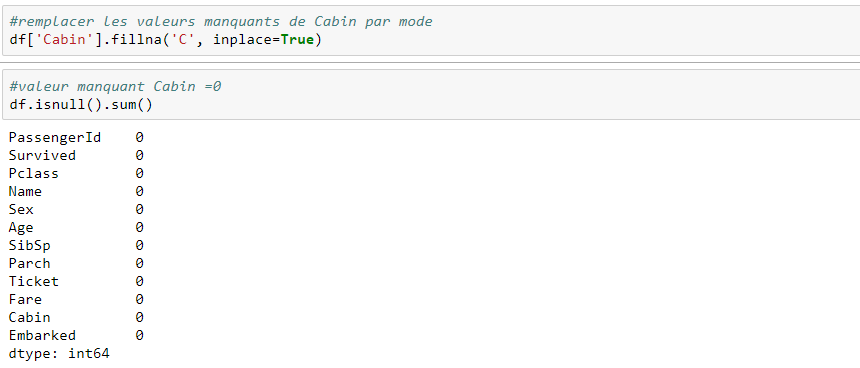 #remplacer les valeurs manquants de Cabin par mode
df['Cabin'].fillna('C', inplace=True)
#valeur manquant Cabin =0
df.isnull().sum()
PassengerId    0
Survived       0
Pclass         0
Name           0
Sex            0
Age            0
SibSp          0
Parch          0
Ticket         0
Fare           0
Cabin          0
Embarked       0
dtype: int64